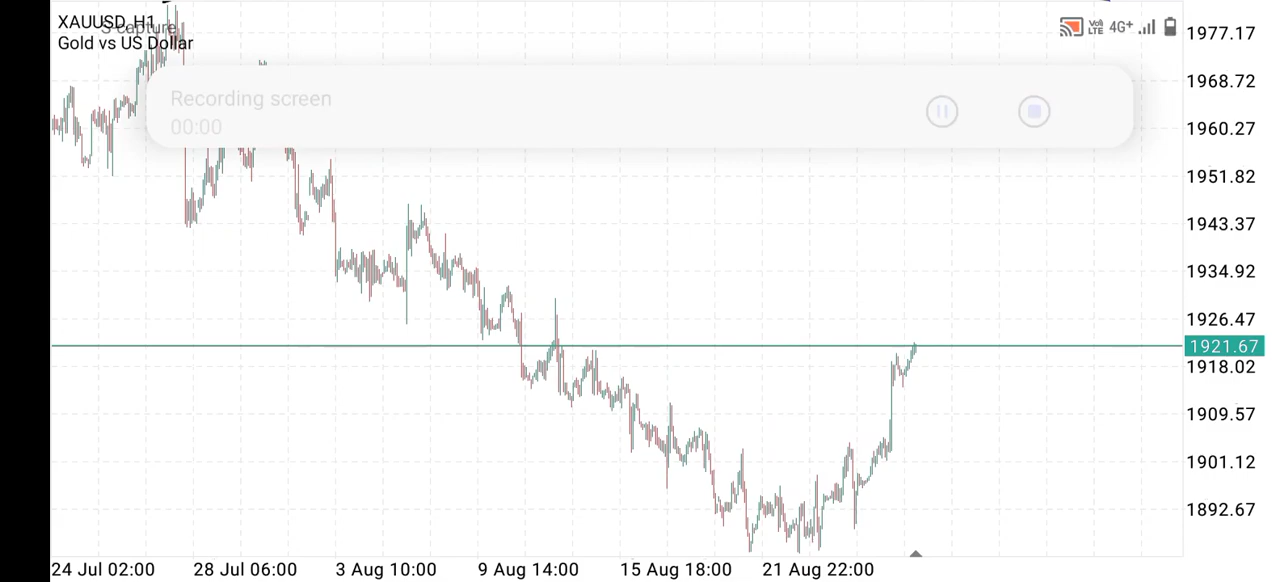 XAUUSD, H1
S capture
Gold vs US Dollar
VoLTE 4G+
Recording screen
00:00
1977.17
1968.72
1960.27
1951.82
1943.37
1934.92
1926.47
1921.67
1918.02
1909.57
1901.12
1892.67
24 Jul 02:00 28 Jul 06:00 3 Aug 10:00 9 Aug 14:00 15 Aug 18:00 21 Aug 22:00